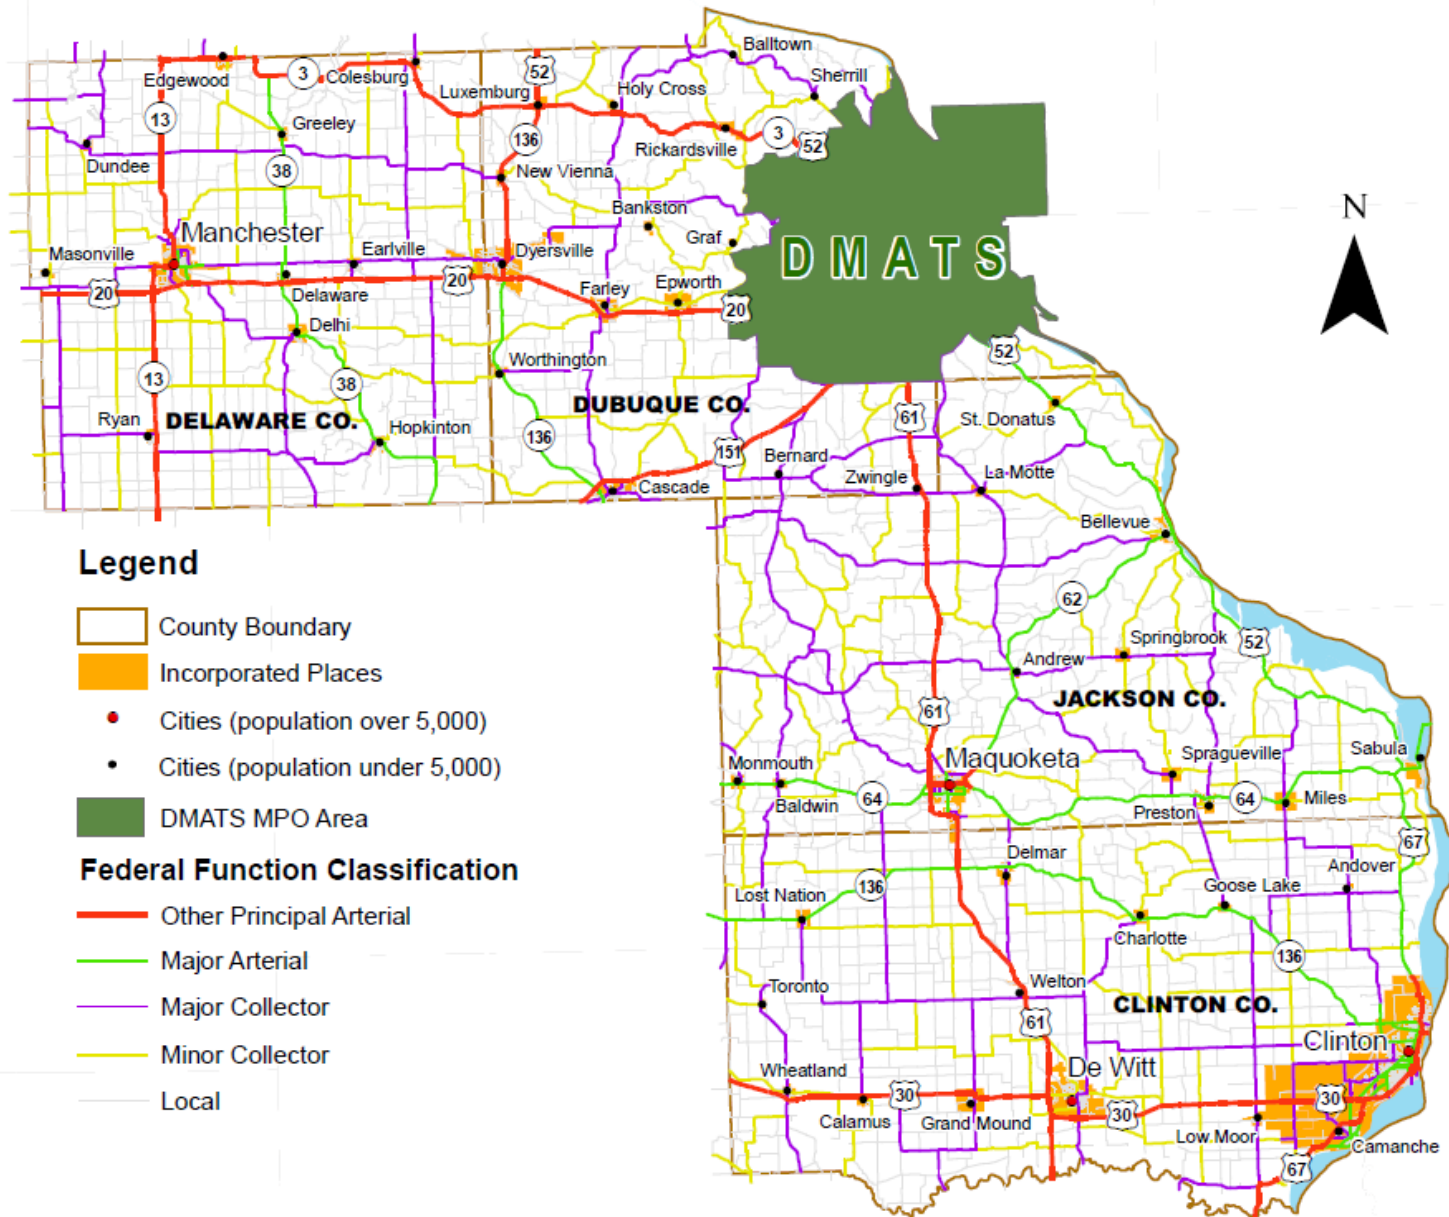 Balltown
Sherrill
Edgewood
3
Colesburg
52
Luxemburg
Holy Cross
13
Greeley
136
Rickardsville
3
52
Dundee
38
New Vienna
Bankston
Graf
DMATS
N
Manchester
Masonville
Earlville
Dyersville
20
Delaware
20
Farley
Epworth
20
Delhi
52
Worthington
13
38
DELAWARE CO.
DUBUQUE CO.
Ryan
Hopkinton
136
61
St. Donatus
151
Bernard
Zwingle
La Motte
Cascade
Bellevue
62
Springbrook
52
Andrew
JACKSON CO.
61
Monmouth
Maquoketa
Spragueville
Sabula
Baldwin
64
Preston
64
Miles
67
Delmar
Andover
136
Lost Nation
Goose Lake
Charlotte
136
Toronto
Welton
CLINTON CO.
61
Clinton
Wheatland
De Witt
30
30
30
Calamus
Grand Mound
Low Moor
Camanche
67
Legend
County Boundary
Incorporated Places
Cities (population over 5,000)
Cities (population under 5,000)
DMATS MPO Area
Federal Function Classification
Other Principal Arterial
Major Arterial
Major Collector
Minor Collector
Local